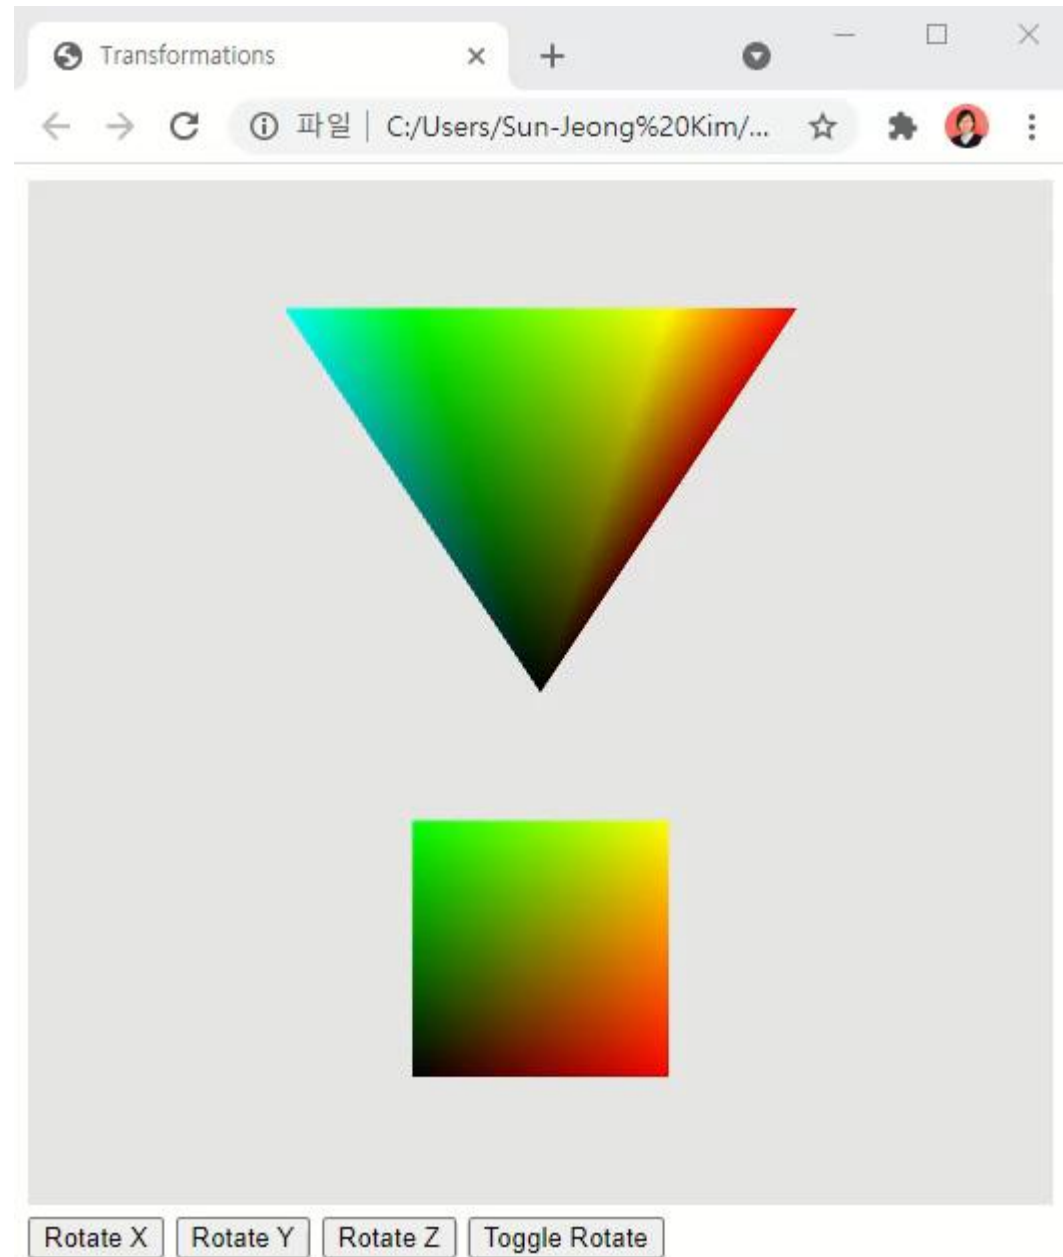 Transformations
파일 C:/Users/Sun-Jeong%20Kim/...
Rotate X Rotate Y Rotate Z Toggle Rotate